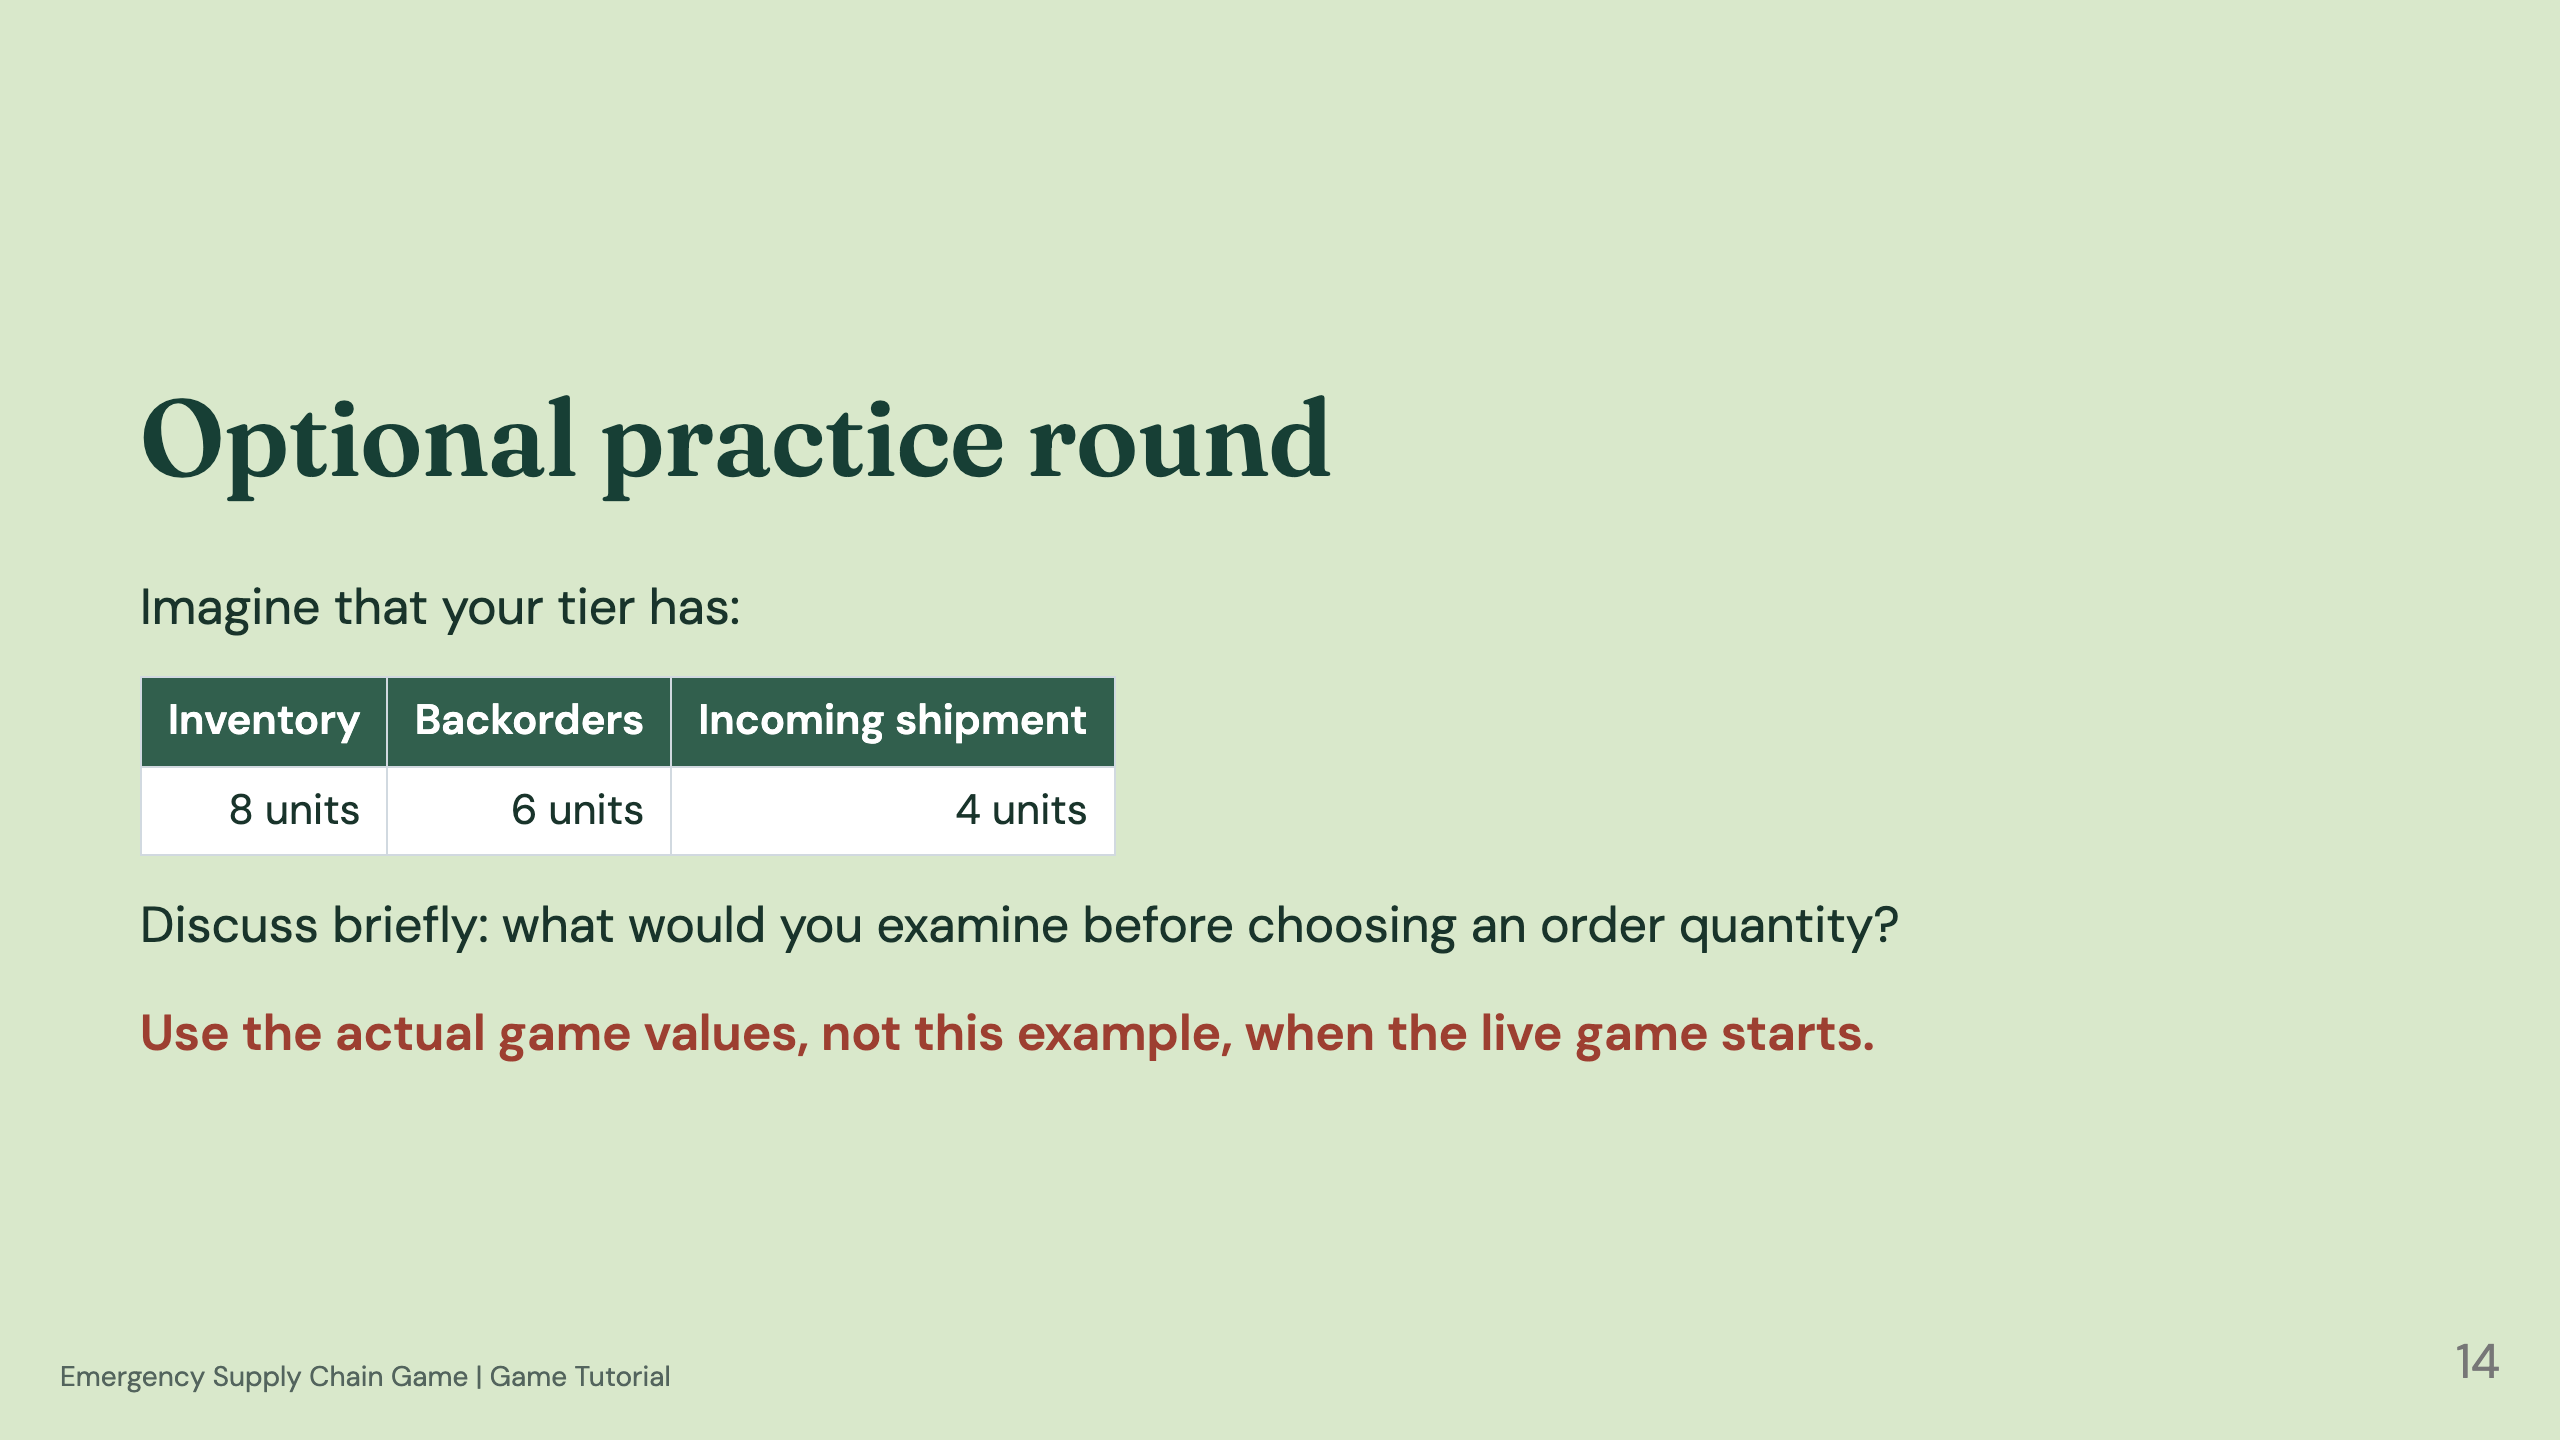 Optional practice round
Imagine that your tier has:
Inventory Backorders Incoming shipment
8 units 6 units 4 units
Discuss briefly: what would you examine before choosing an order quantity?
Use the actual game values, not this example, when the live game starts.
Emergency Supply Chain Game | Game Tutorial
14